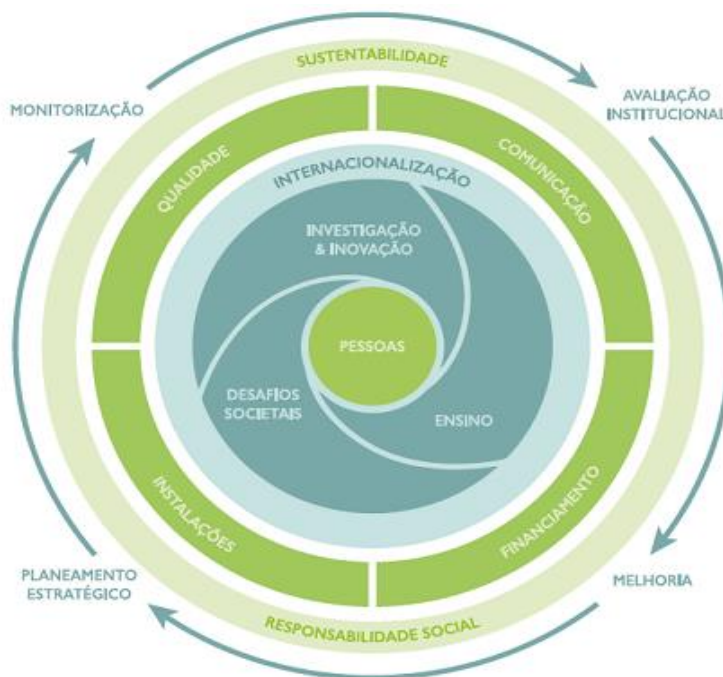 SUSTENTABILIDADE
MONITORIZAÇÃO
AVALIAÇÃO
INSTITUCIONAL
QUALIDADE
COMUNICAÇÃO
INTERNACIONALIZAÇÃO
INVESTIGAÇÃO
& INOVAÇÃO
PESSOAS
DESAFIOS
SOCIETAIS
ENSINO
INSTALAÇÕES
FINANCIAMENTO
PLANEAMENTO
ESTRATÉGICO
MELHORIA
RESPONSABILIDADE SOCIAL